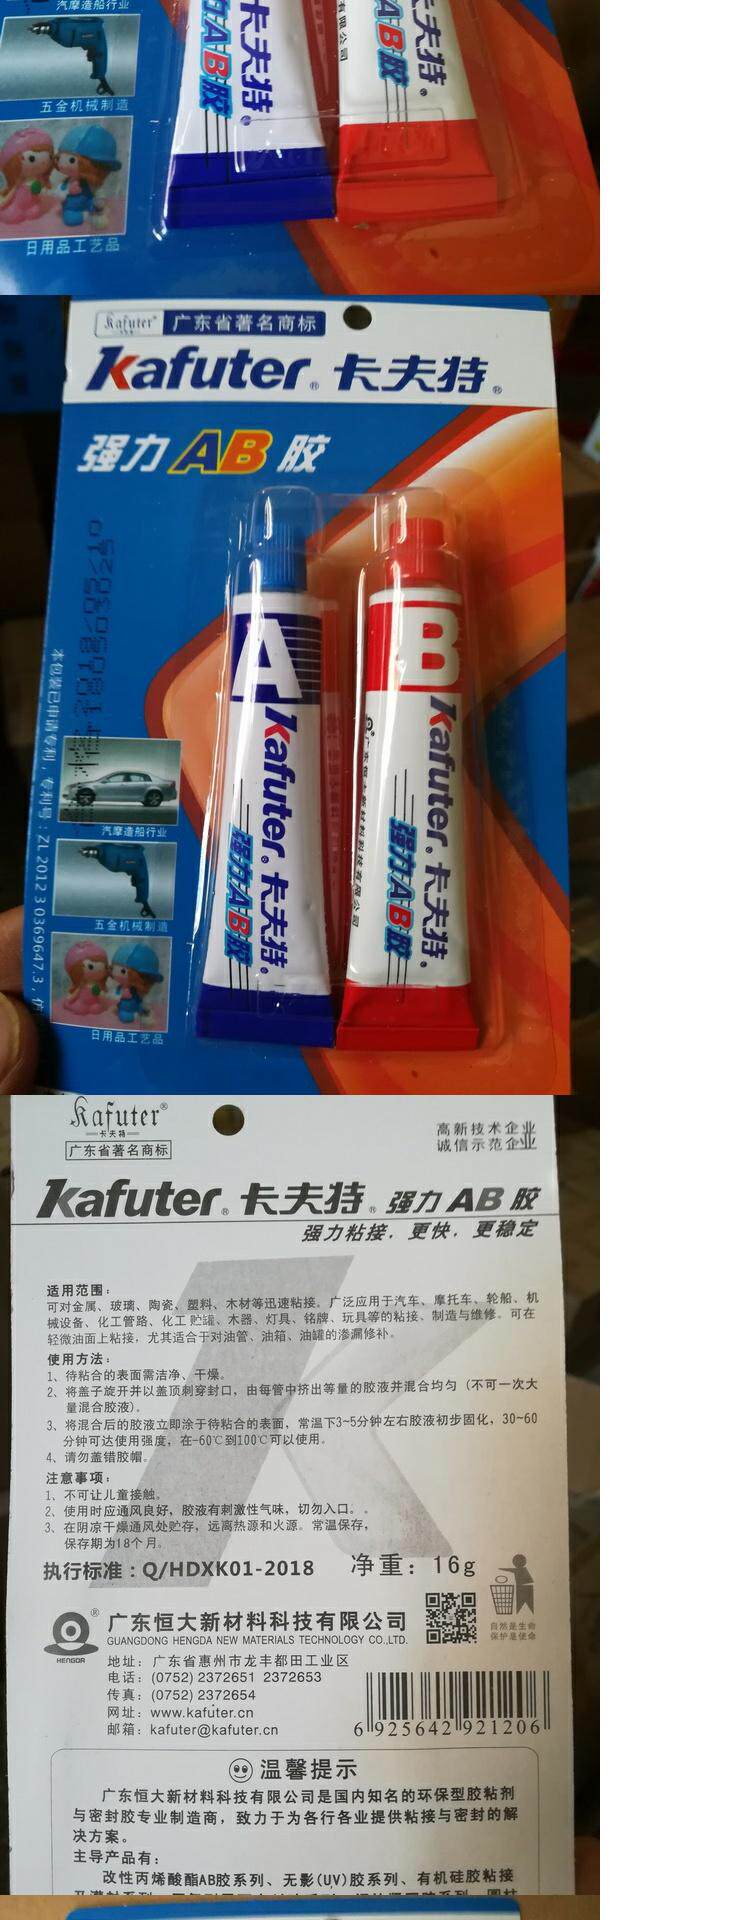 汽摩造船行业
五金机械制造
日用品工艺品
卡夫特
力AB胶
卡夫特
AB胶
有限公司
Kafuter 广东省著名商标
Kafuter® 卡夫特®
强力AB胶
A
Kafuter® 卡夫特®
强力AB胶
B
Kafuter® 卡夫特®
强力AB胶
本包装已申请专利,专利号:ZL 2012 3 0369647.3,仿
汽摩造船行业
五金机械制造
日用品工艺品
Kafuter®
卡夫特
广东省著名商标
高新技术企业
诚信示范企业
Kafuter® 卡夫特® 强力AB胶
强力粘接,更快,更稳定
适用范围:
可对金属、玻璃、陶瓷、塑料、木材等迅速粘接。广泛应用于汽车、摩托车、轮船、机
械设备、化工管路、化工贮罐、木器、灯具、铭牌、玩具等的粘接、制造与维修。可在
轻微油面上粘接,尤其适合于对油管、油箱、油罐的渗漏修补。
使用方法:
1、待粘合的表面需洁净、干燥。
2、将盖子旋开并以盖顶刺穿封口,由每管中挤出等量的胶液并混合均匀(不可一次大
量混合胶液)。
3、将混合后的胶液立即涂于待粘合的表面,常温下3~5分钟左右胶液初步固化,30~60
分钟可达使用强度,在-60℃到100℃可以使用。
4、请勿盖错胶帽。
注意事项:
1、不可让儿童接触。
2、使用时应通风良好,胶液有刺激性气味,切勿入口。。
3、在阴凉干燥通风处贮存,远离热源和火源。常温保存,
保存期为18个月。
执行标准:Q/HDXK01-2018 净重:16g
HENGDA
广东恒大新材料科技有限公司
GUANGDONG HENGDA NEW MATERIALS TECHNOLOGY CO.,LTD.
自然是生命
保护是使命
地址:广东省惠州市龙丰都田工业区
电话:(0752) 2372651 2372653
传真:(0752) 2372654
网址:www.kafuter.cn
邮箱:kafuter@kafuter.cn
6 925642 921206
温馨提示
广东恒大新材料科技有限公司是国内知名的环保型胶粘剂
与密封胶专业制造商,致力于为各行各业提供粘接与密封的解
决方案。
主导产品有:
改性丙烯酸酯AB胶系列、无影(UV)胶系列、有机硅胶粘接